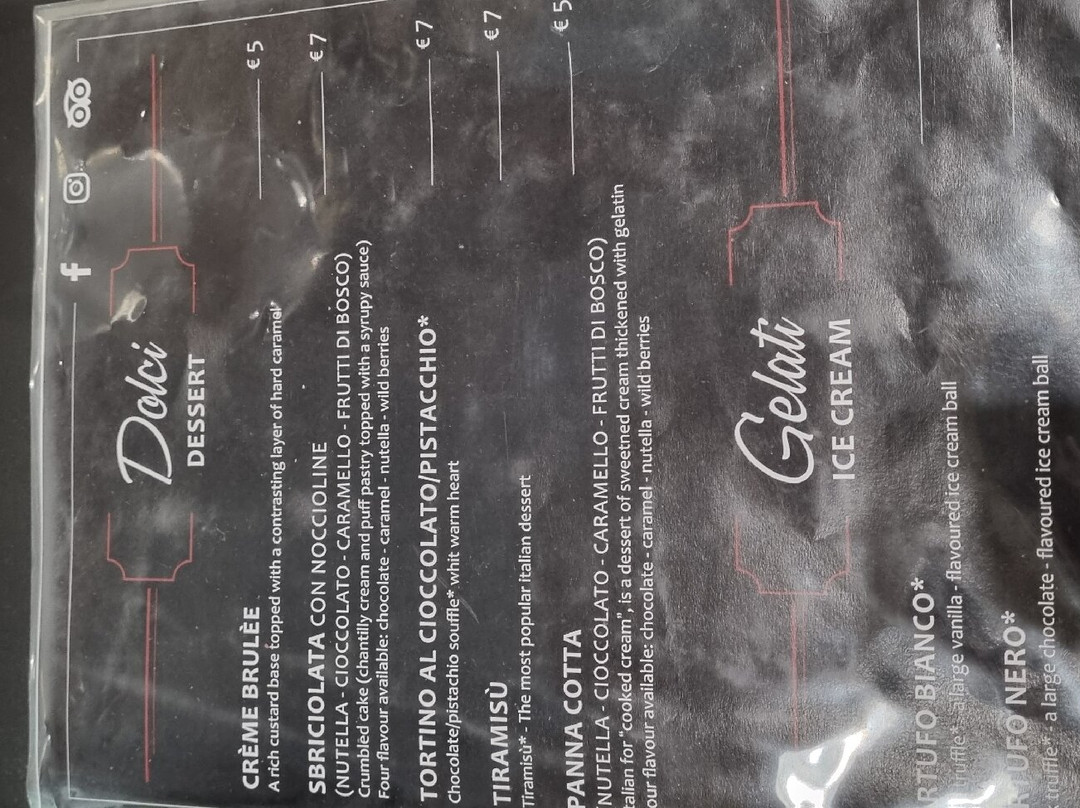 Dolci
DESSERT
CRÈME BRULÈE € 5
A rich custard base topped with a contrasting layer of hard caramel
SBRICIOLATA CON NOCCIOLINE € 7
(NUTELLA - CIOCCOLATO - CARAMELLO - FRUTTI DI BOSCO)
Crumbled cake (chantilly cream and puff pastry topped with a syrupy sauce)
Four flavour available: chocolate - caramel - nutella - wild berries
TORTINO AL CIOCCOLATO/PISTACCHIO* € 7
Chocolate/pistachio souffle* whit warm heart
TIRAMISÙ € 7
Tiramisù* - The most popular italian dessert
PANNA COTTA € 5
(NUTELLA - CIOCCOLATO - CARAMELLO - FRUTTI DI BOSCO)
talian for "cooked cream", is a dessert of sweetned cream thickened with gelatin
our flavour available: chocolate - caramel - nutella - wild berries
Gelati
ICE CREAM
RTUFO BIANCO*
truffle* - a large vanilla - flavoured ice cream ball
TUFO NERO*
truffle* - a large chocolate - flavoured ice cream ball